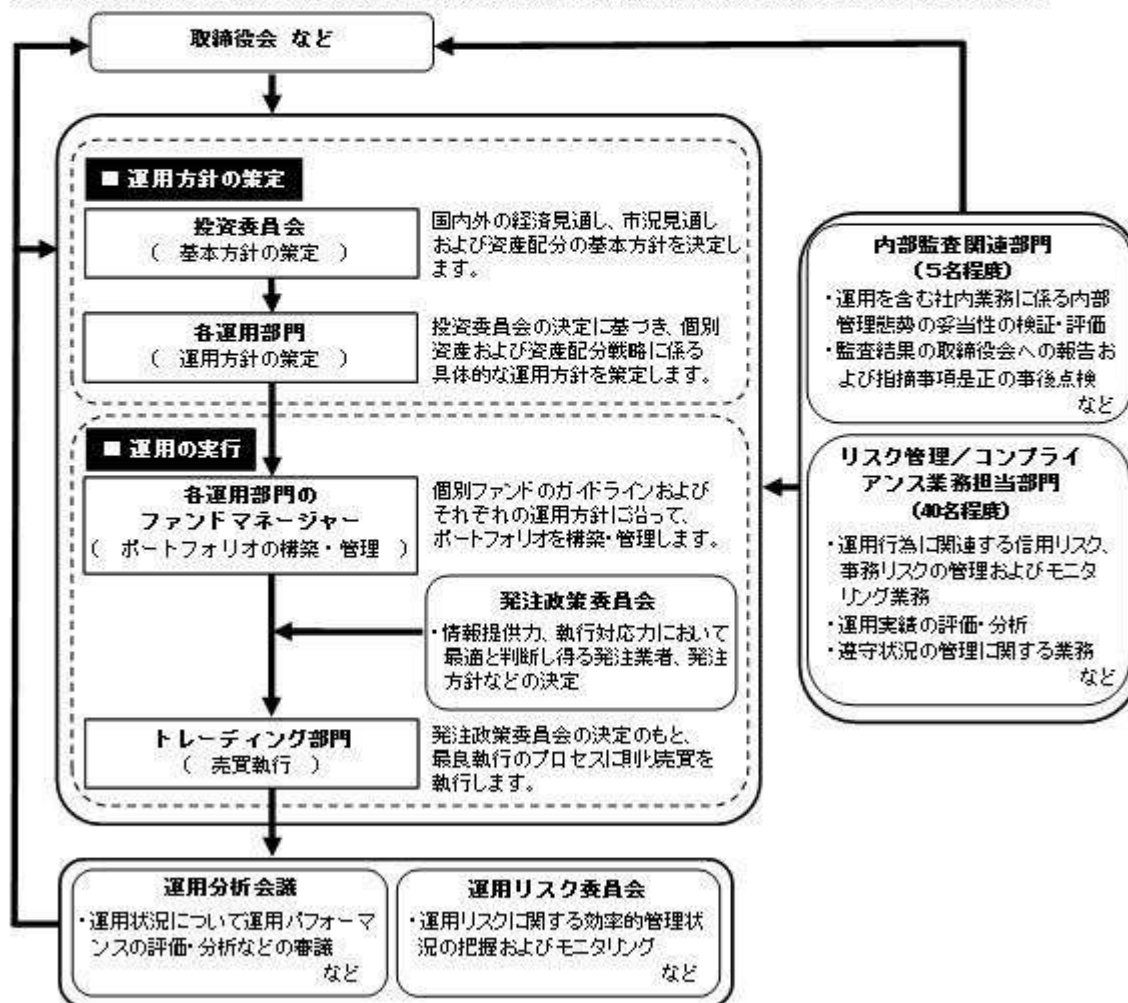 取締役会 など
■ 運用方針の策定
投資委員会
( 基本方針の策定 )
国内外の経済見通し、市況見通し
および資産配分の基本方針を決定し
ます。
各運用部門
( 運用方針の策定 )
投資委員会の決定に基づき、個別
資産および資産配分戦略に係る
具体的な運用方針を策定します。
■ 運用の実行
各運用部門の
ファンドマネージャー
( ポートフォリオの構築・管理 )
個別ファンドのガイドラインおよび
それぞれの運用方針に沿って、
ポートフォリオを構築・管理します。
発注政策委員会
・情報提供力、執行対応力において
最適と判断し得る発注業者、発注
方針などの決定
トレーディング部門
( 売買執行 )
発注政策委員会の決定のもと、
最良執行のプロセスに則り売買を
執行します。
運用分析会議
・運用状況について運用パフォーマ
ンスの評価・分析などの審議
など
運用リスク委員会
・運用リスクに関する効率的管理状
況の把握およびモニタリング
など
内部監査関連部門
(5名程度)
・運用を含む社内業務に係る内部
管理態勢の妥当性の検証・評価
・監査結果の取締役会への報告お
よび指摘事項是正の事後点検
など
リスク管理/コンプライ
アンス業務担当部門
(40名程度)
・運用行為に関連する信用リスク、
事務リスクの管理およびモニタ
リング業務
・運用実績の評価・分析
・遵守状況の管理に関する業務
など